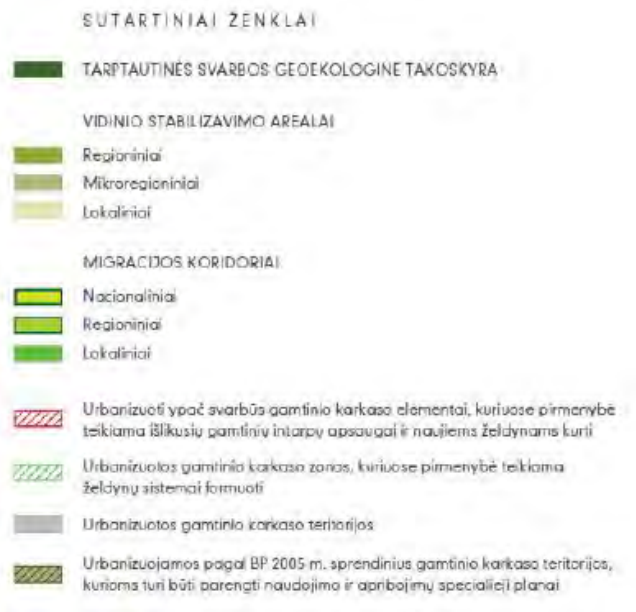 SUTARTINIAI ŽENKLAI
TARPTAUTINĖS SVARBOS GEOEKOLOGINĖ TAKOSKYRA
VIDINIO STABILIZAVIMO AREALAI
Regioniniai
Mikroregioniniai
Lokaliniai
MIGRACIJOS KORIDORIAI
Nacionaliniai
Regioniniai
Lokaliniai
Urbanizuoti ypač svarbūs gamtinio karkaso elementai, kuriuose pirmenybė
teikiama išlikusių gamtinių intarpų apsaugai ir naujiems želdynams kurti
Urbanizuotos gamtinio karkaso zonos, kuriuose pirmenybė teikiama
želdynų sistemai formuoti
Urbanizuotos gamtinio karkaso teritorijos
Urbanizuojamos pagal BP 2005 m. sprendinius gamtinio karkaso teritorijos,
kurioms turi būti parengti naudojimo ir apribojimų specialieji planai